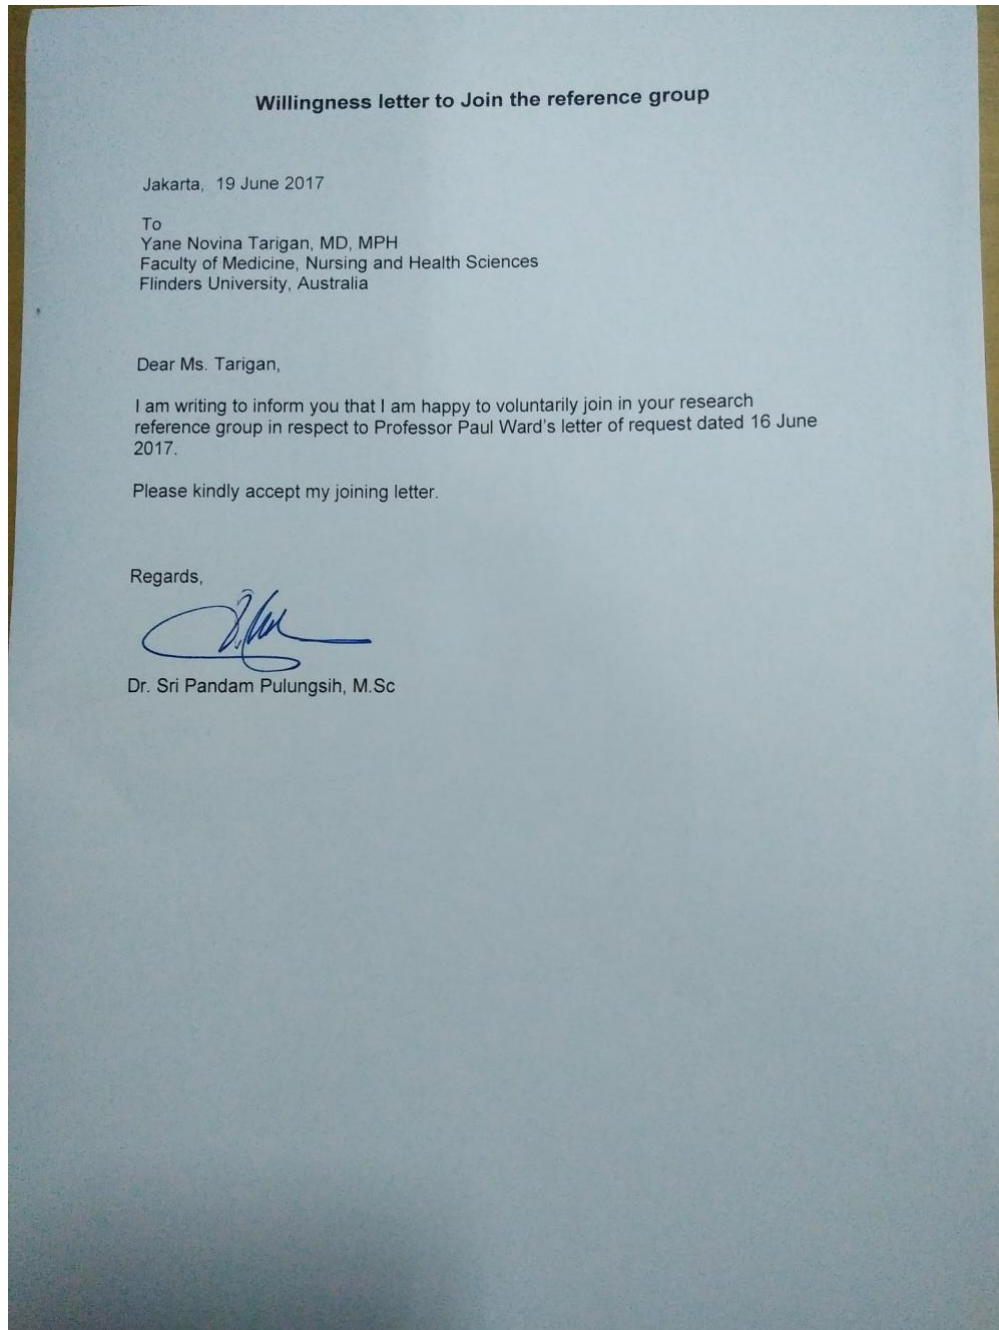 Willingness letter to Join the reference group
Jakarta, 19 June 2017
To
Yane Novina Tarigan, MD, MPH
Faculty of Medicine, Nursing and Health Sciences
Flinders University, Australia
Dear Ms. Tarigan,
I am writing to inform you that I am happy to voluntarily join in your research
reference group in respect to Professor Paul Ward's letter of request dated 16 June
2017.
Please kindly accept my joining letter.
Regards,
Dr. Sri Pandam Pulungsih, M.Sc